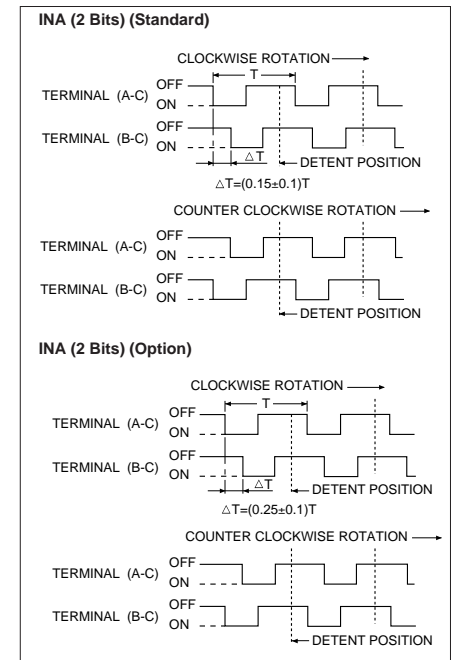 INA (2 Bits) (Standard)
CLOCKWISE ROTATION
T
OFF
TERMINAL (A-C)
ON
OFF
TERMINAL (B-C)
ON
△T
DETENT POSITION
△T=(0.15±0.1)T
COUNTER CLOCKWISE ROTATION
OFF
TERMINAL (A-C)
ON
OFF
TERMINAL (B-C)
ON
DETENT POSITION
INA (2 Bits) (Option)
CLOCKWISE ROTATION
T
OFF
TERMINAL (A-C)
ON
OFF
TERMINAL (B-C)
ON
△T
DETENT POSITION
△T=(0.25±0.1)T
COUNTER CLOCKWISE ROTATION
OFF
TERMINAL (A-C)
ON
OFF
TERMINAL (B-C)
ON
DETENT POSITION